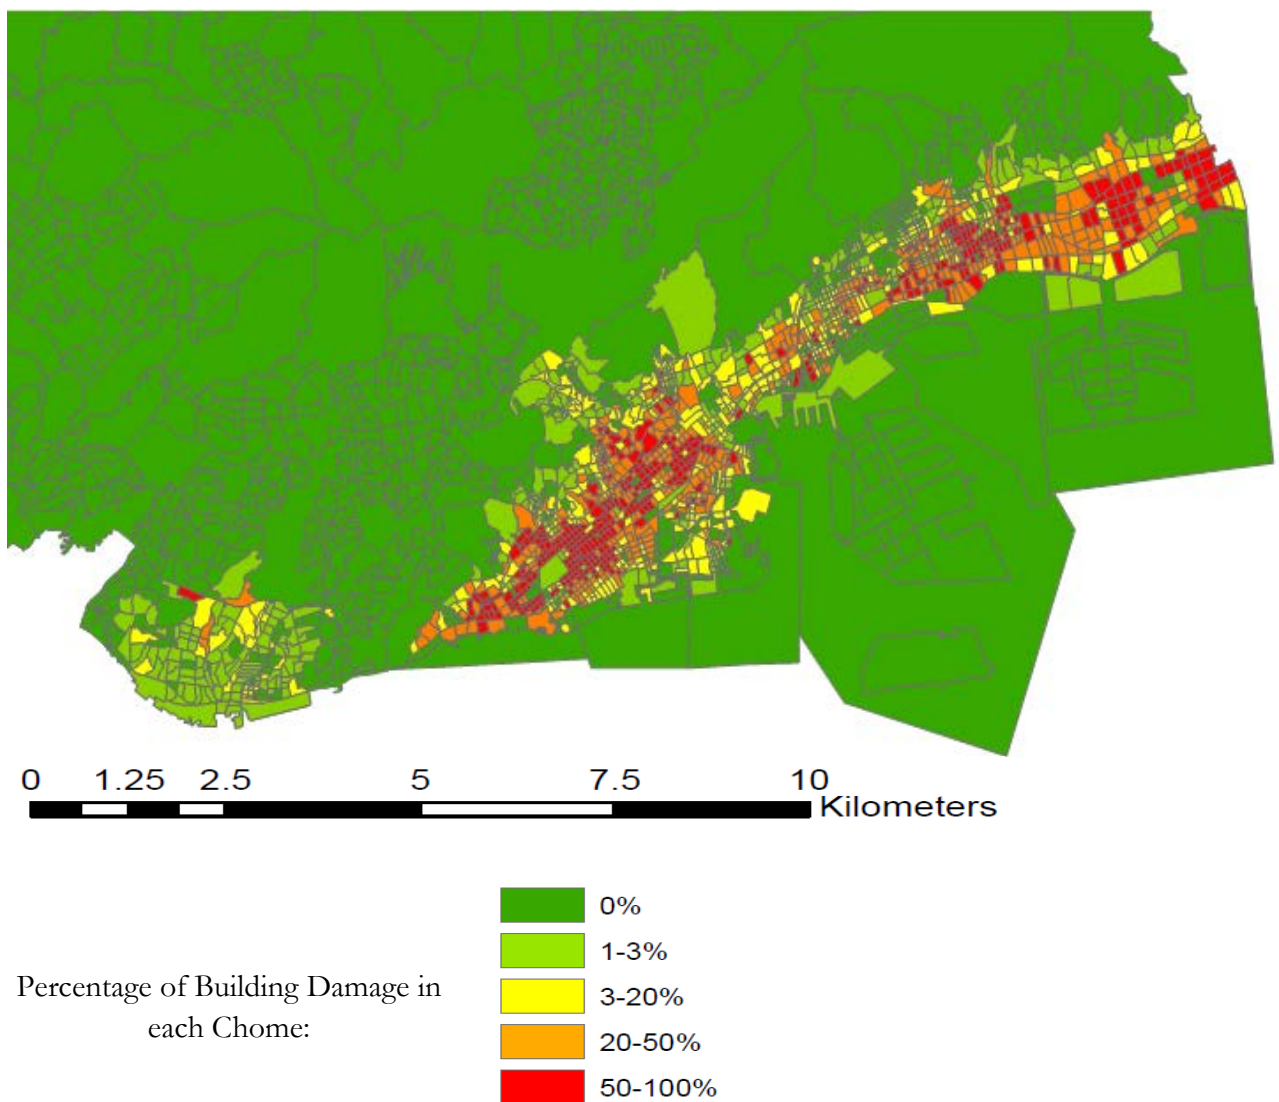 0 1.25 2.5 5 7.5 10
Kilometers
0%
1-3%
Percentage of Building Damage in
each Chome:
3-20%
20-50%
50-100%